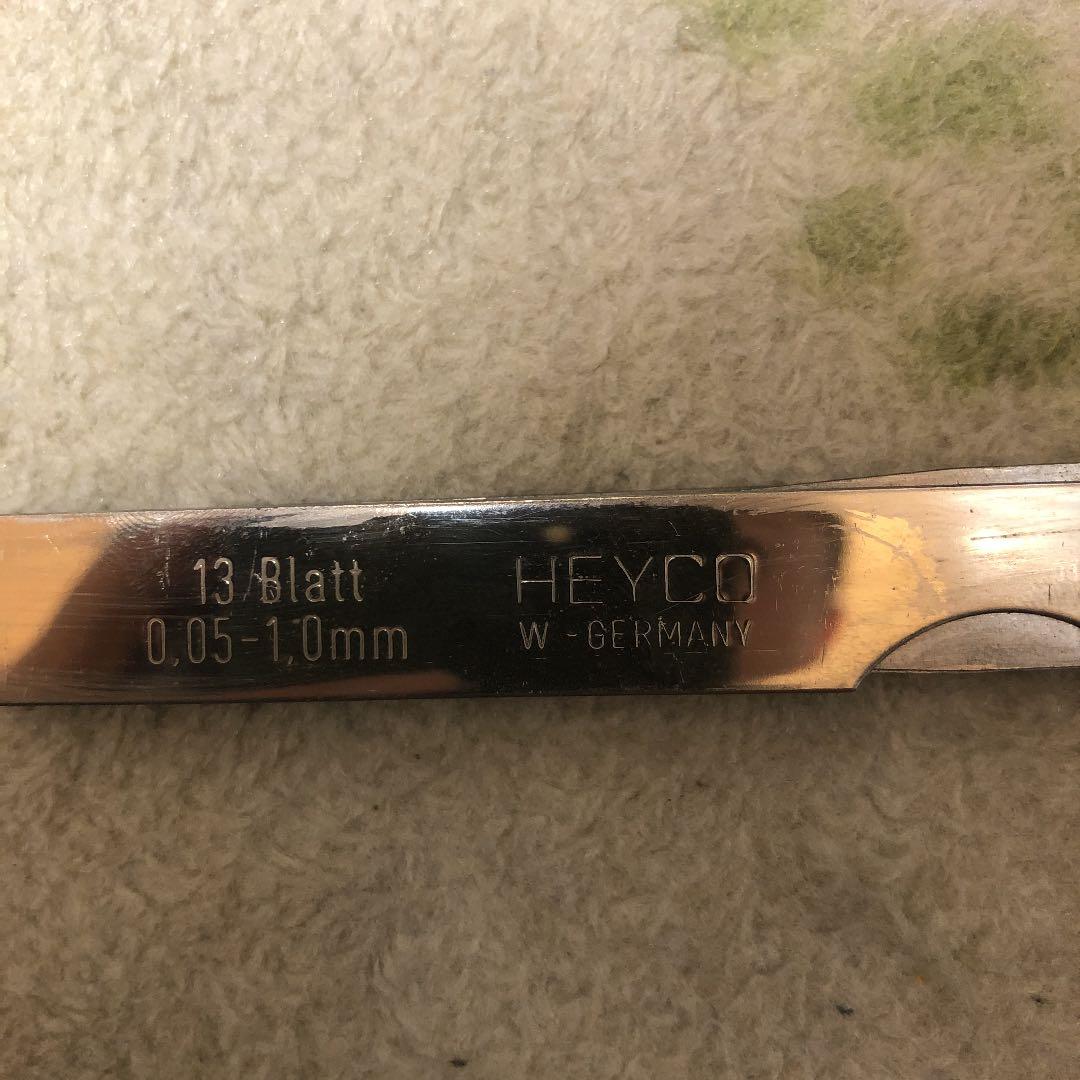 13/Blatt
0,05-1,0mm
HEYCO
W-GERMANY